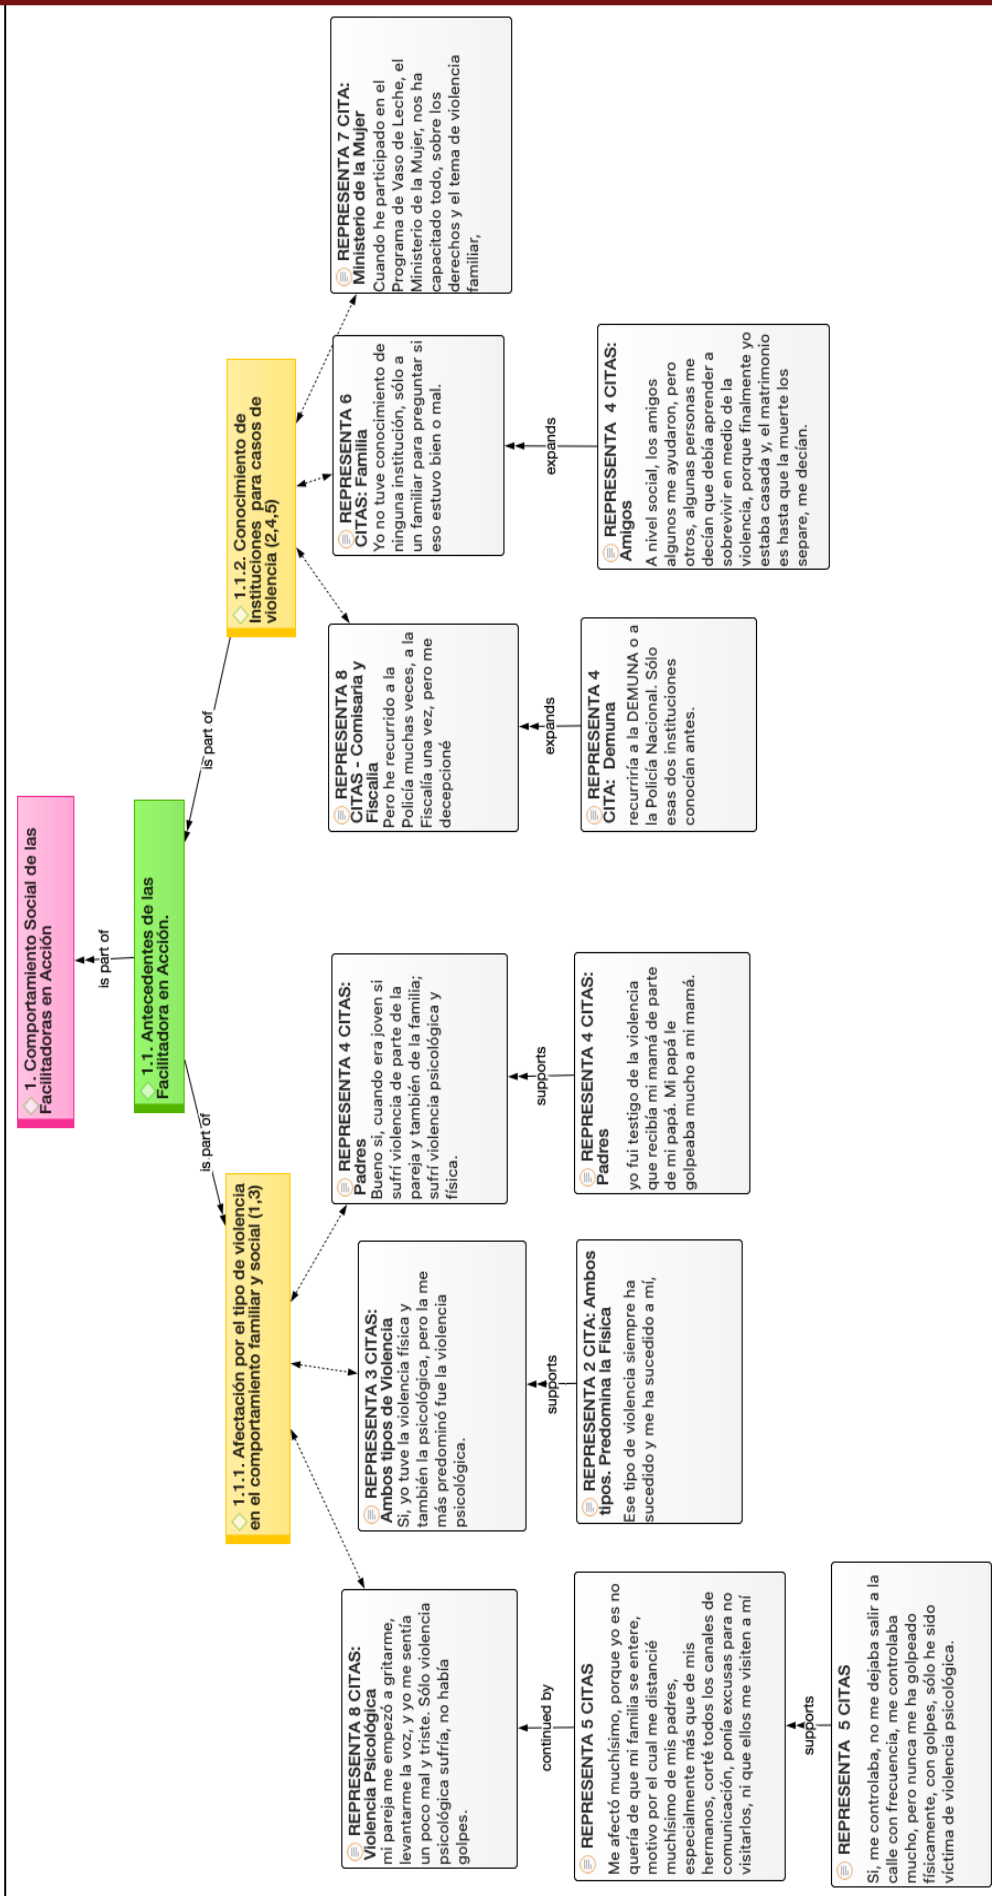 1. Comportamiento Social de las
Facilitadoras en Acción
is part of
1.1. Antecedentes de las
Facilitadora en Acción.
is part of
is part of
1.1.1. Afectación por el tipo de violencia
en el comportamiento familiar y social (1,3)
1.1.2. Conocimiento de
Instituciones para casos de
violencia (2,4,5)
REPRESENTA 8 CITAS:
Violencia Psicológica
mi pareja me empezó a gritarme,
levantarme la voz, y yo me sentía
un poco mal y triste. Sólo violencia
psicológica sufría, no había
golpes.
REPRESENTA 3 CITAS:
Ambos tipos de Violencia
Si, yo tuve la violencia física y
también la psicológica, pero la me
más predominó fue la violencia
psicológica.
REPRESENTA 4 CITAS:
Padres
Bueno si, cuando era joven si
sufrí violencia de parte de la
pareja y también de la familia;
sufrí violencia psicológica y
física.
REPRESENTA 8
CITAS - Comisaria y
Fiscalia
Pero he recurrido a la
Policía muchas veces, a la
Fiscalía una vez, pero me
decepcioné
REPRESENTA 6
CITAS: Familia
Yo no tuve conocimiento de
ninguna institución, sólo a
un familiar para preguntar si
eso estuvo bien o mal.
REPRESENTA 7 CITA:
Ministerio de la Mujer
Cuando he participado en el
Programa de Vaso de Leche, el
Ministerio de la Mujer, nos ha
capacitado todo, sobre los
derechos y el tema de violencia
familiar,
continued by
supports
supports
expands
expands
REPRESENTA 5 CITAS
Me afectó muchísimo, porque yo es no
quería de que mi familia se entere,
motivo por el cual me distancié
muchísimo de mis padres,
especialmente más que de mis
hermanos, corté todos los canales de
comunicación, ponía excusas para no
visitarlos, ni que ellos me visiten a mí
REPRESENTA 2 CITA: Ambos
tipos. Predomina la Física
Ese tipo de violencia siempre ha
sucedido y me ha sucedido a mí,
REPRESENTA 4 CITAS:
Padres
yo fui testigo de la violencia
que recibía mi mamá de parte
de mi papá. Mi papá le
golpeaba mucho a mi mamá.
REPRESENTA 4
CITA: Demuna
recurriría a la DEMUNA o a
la Policía Nacional. Sólo
esas dos instituciones
conocían antes.
REPRESENTA 4 CITAS:
Amigos
A nivel social, los amigos
algunos me ayudaron, pero
otros, algunas personas me
decían que debía aprender a
sobrevivir en medio de la
violencia, porque finalmente yo
estaba casada y, el matrimonio
es hasta que la muerte los
separe, me decían.
supports
REPRESENTA 5 CITAS
Si, me controlaba, no me dejaba salir a la
calle con frecuencia, me controlaba
mucho, pero nunca me ha golpeado
físicamente, con golpes, sólo he sido
víctima de violencia psicológica.